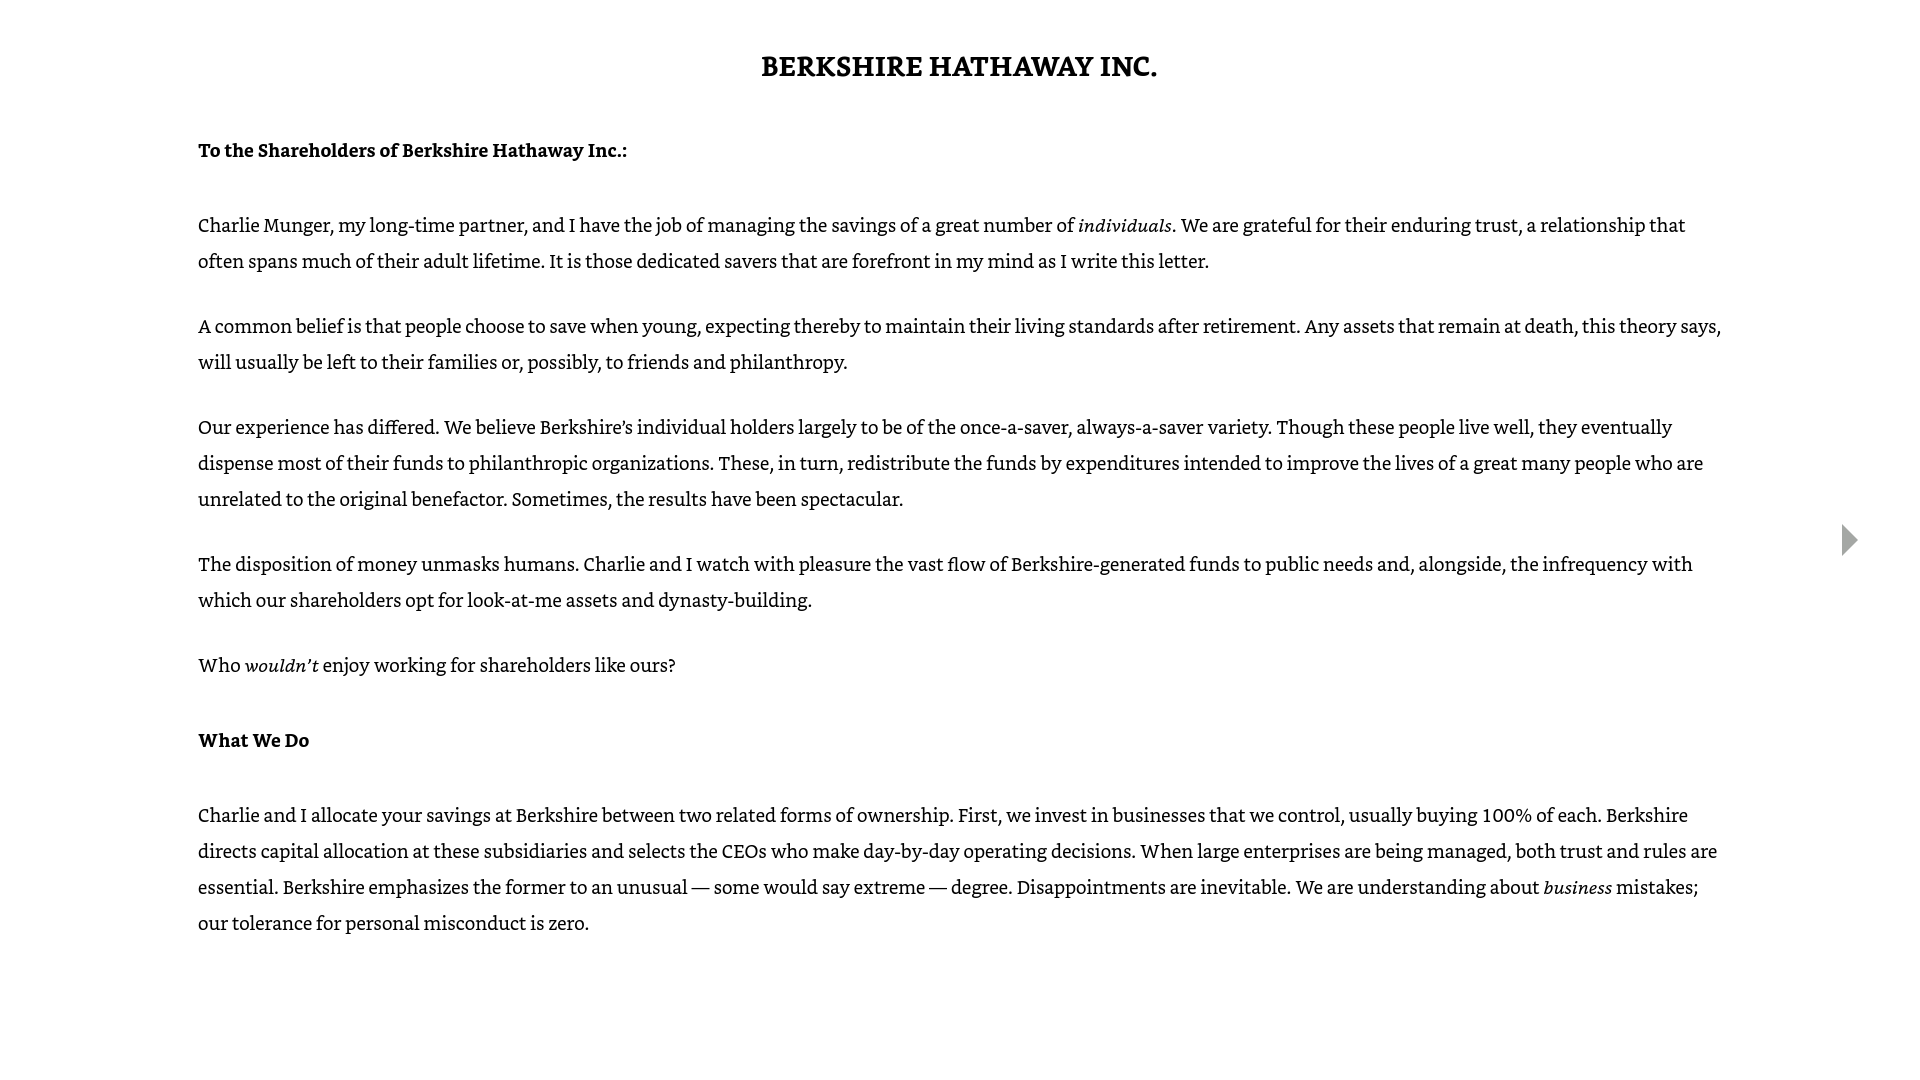 BERKSHIRE HATHAWAY INC.
To the Shareholders of Berkshire Hathaway Inc.:
Charlie Munger, my long-time partner, and I have the job of managing the savings of a great number of individuals. We are grateful for their enduring trust, a relationship that
often spans much of their adult lifetime. It is those dedicated savers that are forefront in my mind as I write this letter.
A common belief is that people choose to save when young, expecting thereby to maintain their living standards after retirement. Any assets that remain at death, this theory says,
will usually be left to their families or, possibly, to friends and philanthropy.
Our experience has differed. We believe Berkshire’s individual holders largely to be of the once-a-saver, always-a-saver variety. Though these people live well, they eventually
dispense most of their funds to philanthropic organizations. These, in turn, redistribute the funds by expenditures intended to improve the lives of a great many people who are
unrelated to the original benefactor. Sometimes, the results have been spectacular.
The disposition of money unmasks humans. Charlie and I watch with pleasure the vast flow of Berkshire-generated funds to public needs and, alongside, the infrequency with
which our shareholders opt for look-at-me assets and dynasty-building.
Who wouldn’t enjoy working for shareholders like ours?
What We Do
Charlie and I allocate your savings at Berkshire between two related forms of ownership. First, we invest in businesses that we control, usually buying 100% of each. Berkshire
directs capital allocation at these subsidiaries and selects the CEOs who make day-by-day operating decisions. When large enterprises are being managed, both trust and rules are
essential. Berkshire emphasizes the former to an unusual — some would say extreme — degree. Disappointments are inevitable. We are understanding about business mistakes;
our tolerance for personal misconduct is zero.